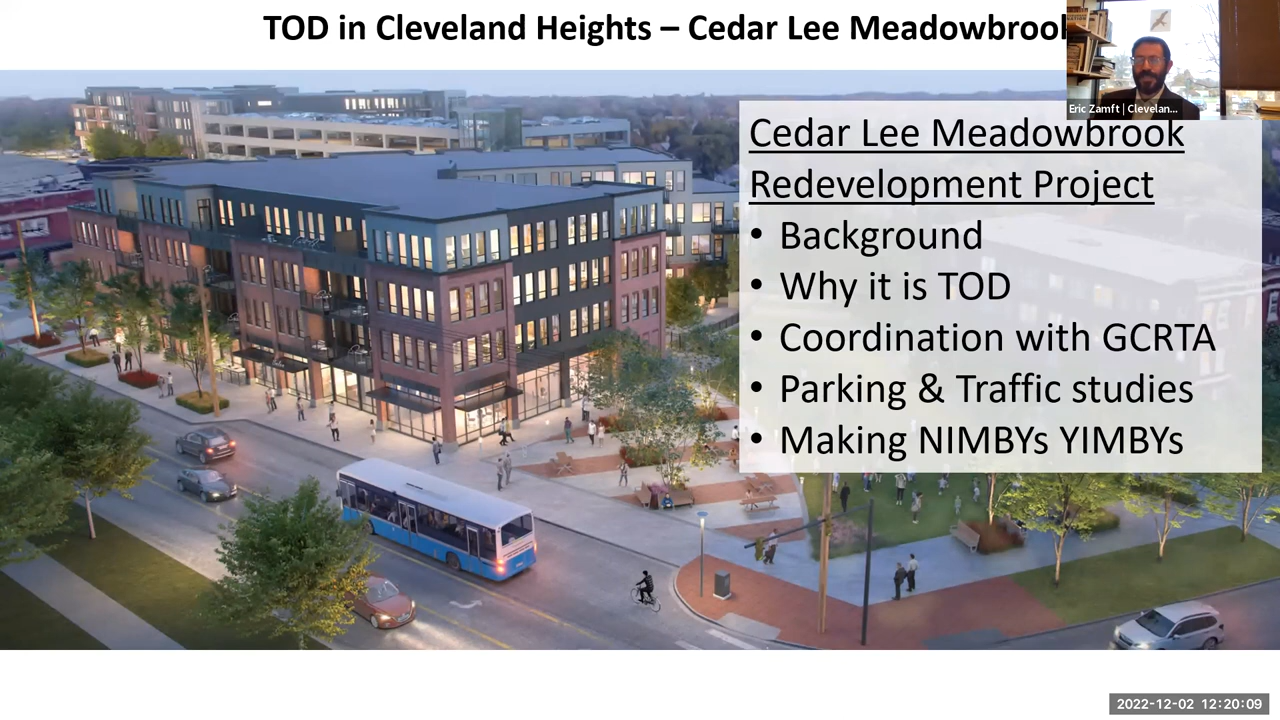 TOD in Cleveland Heights – Cedar Lee Meadowbrook
Eric Zamft | Clevelan...
Cedar Lee Meadowbrook
Redevelopment Project
• Background
• Why it is TOD
• Coordination with GCRTA
• Parking & Traffic studies
• Making NIMBYs YIMBYs
2022-12-02 12:20:09